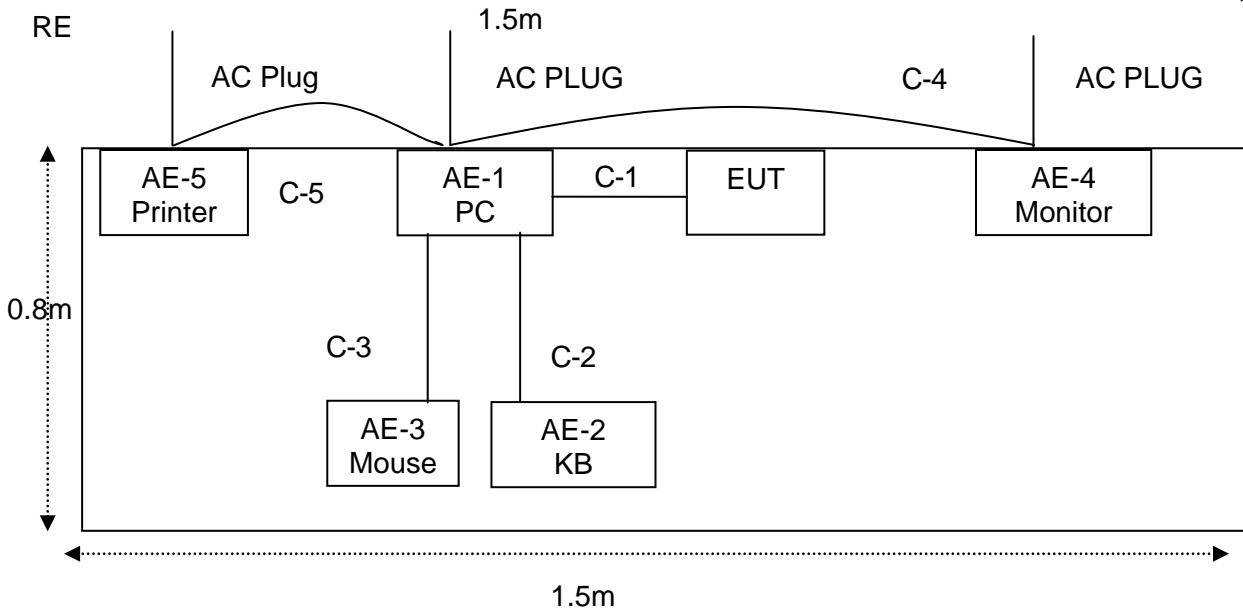 1.5m
RE
AC Plug
AC PLUG
C-4
AC PLUG
AE-5
Printer
C-5
AE-1
PC
C-1
EUT
AE-4
Monitor
0.8m
C-3
C-2
AE-3
Mouse
AE-2
KB
1.5m